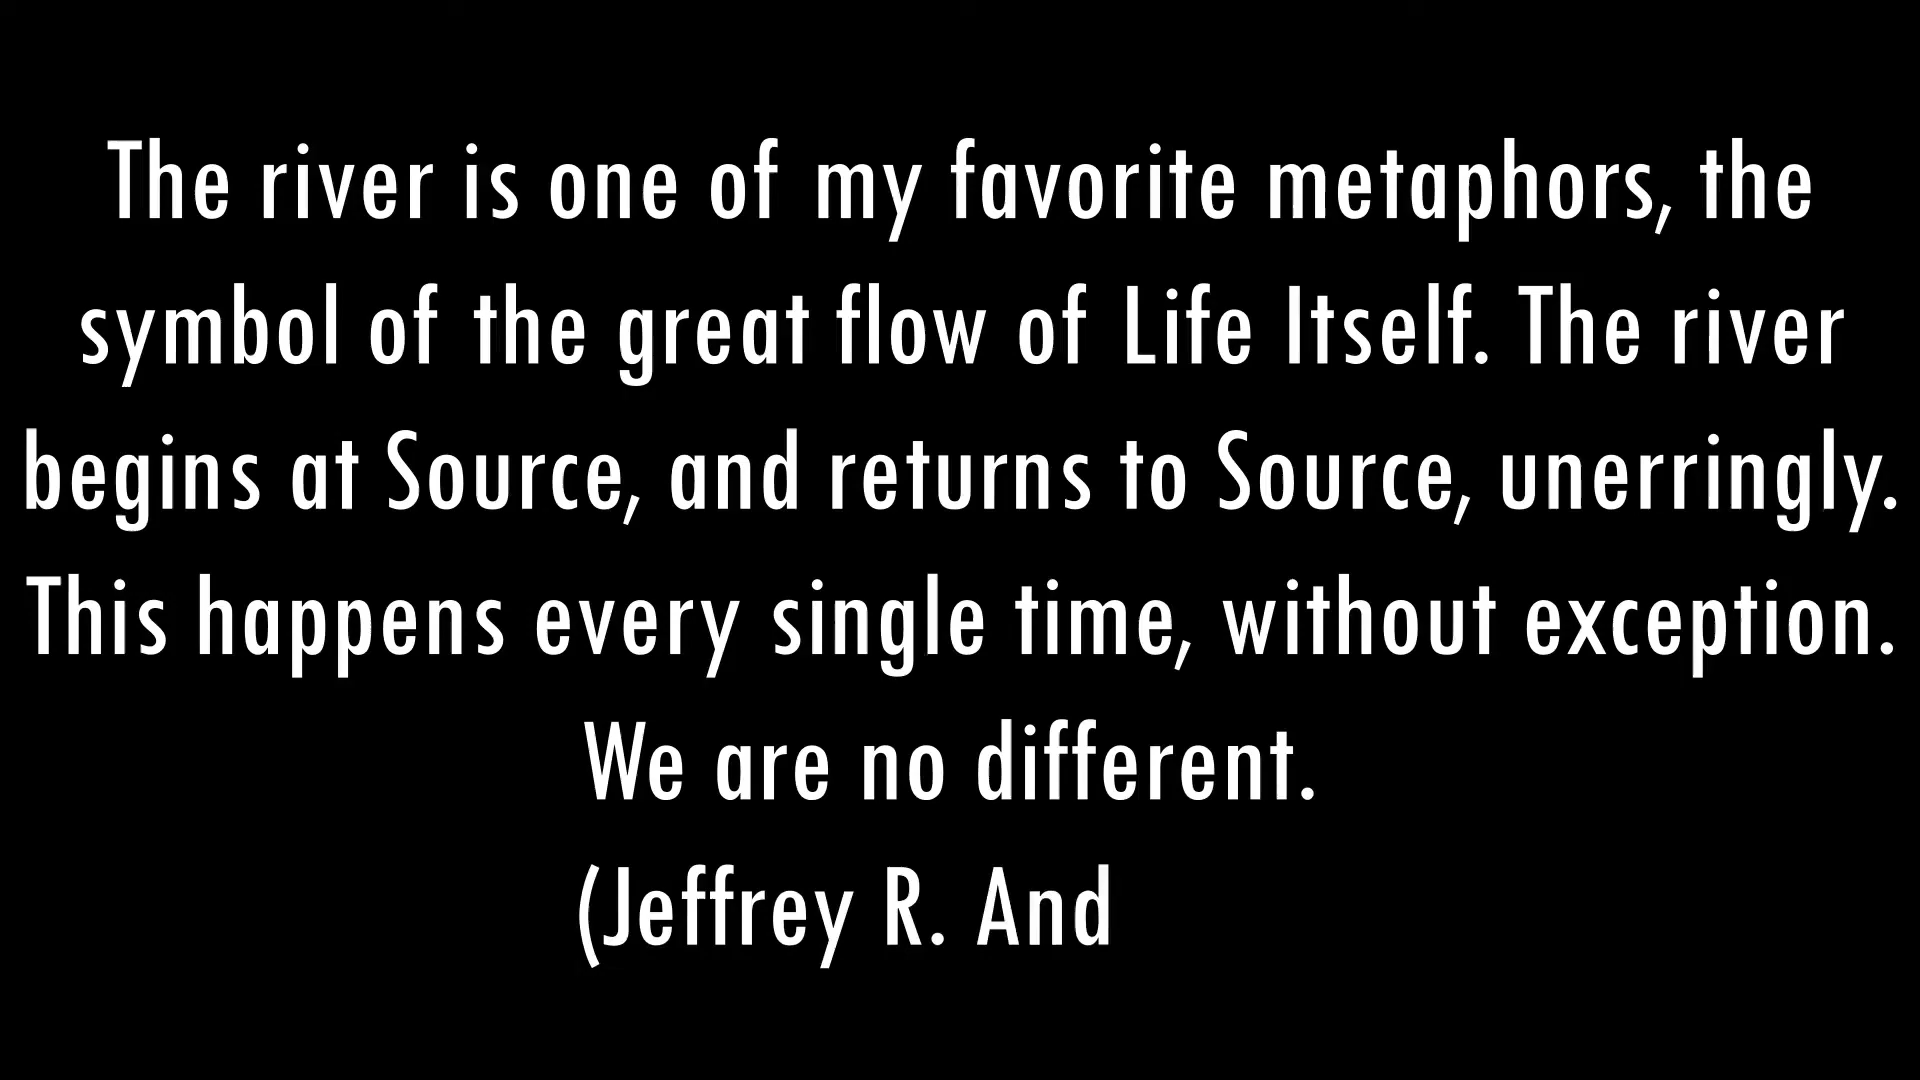 The river is one of my favorite metaphors, the
symbol of the great flow of Life Itself. The river
begins at Source, and returns to Source, unerringly.
This happens every single time, without exception.
We are no different.
(Jeffrey R. And